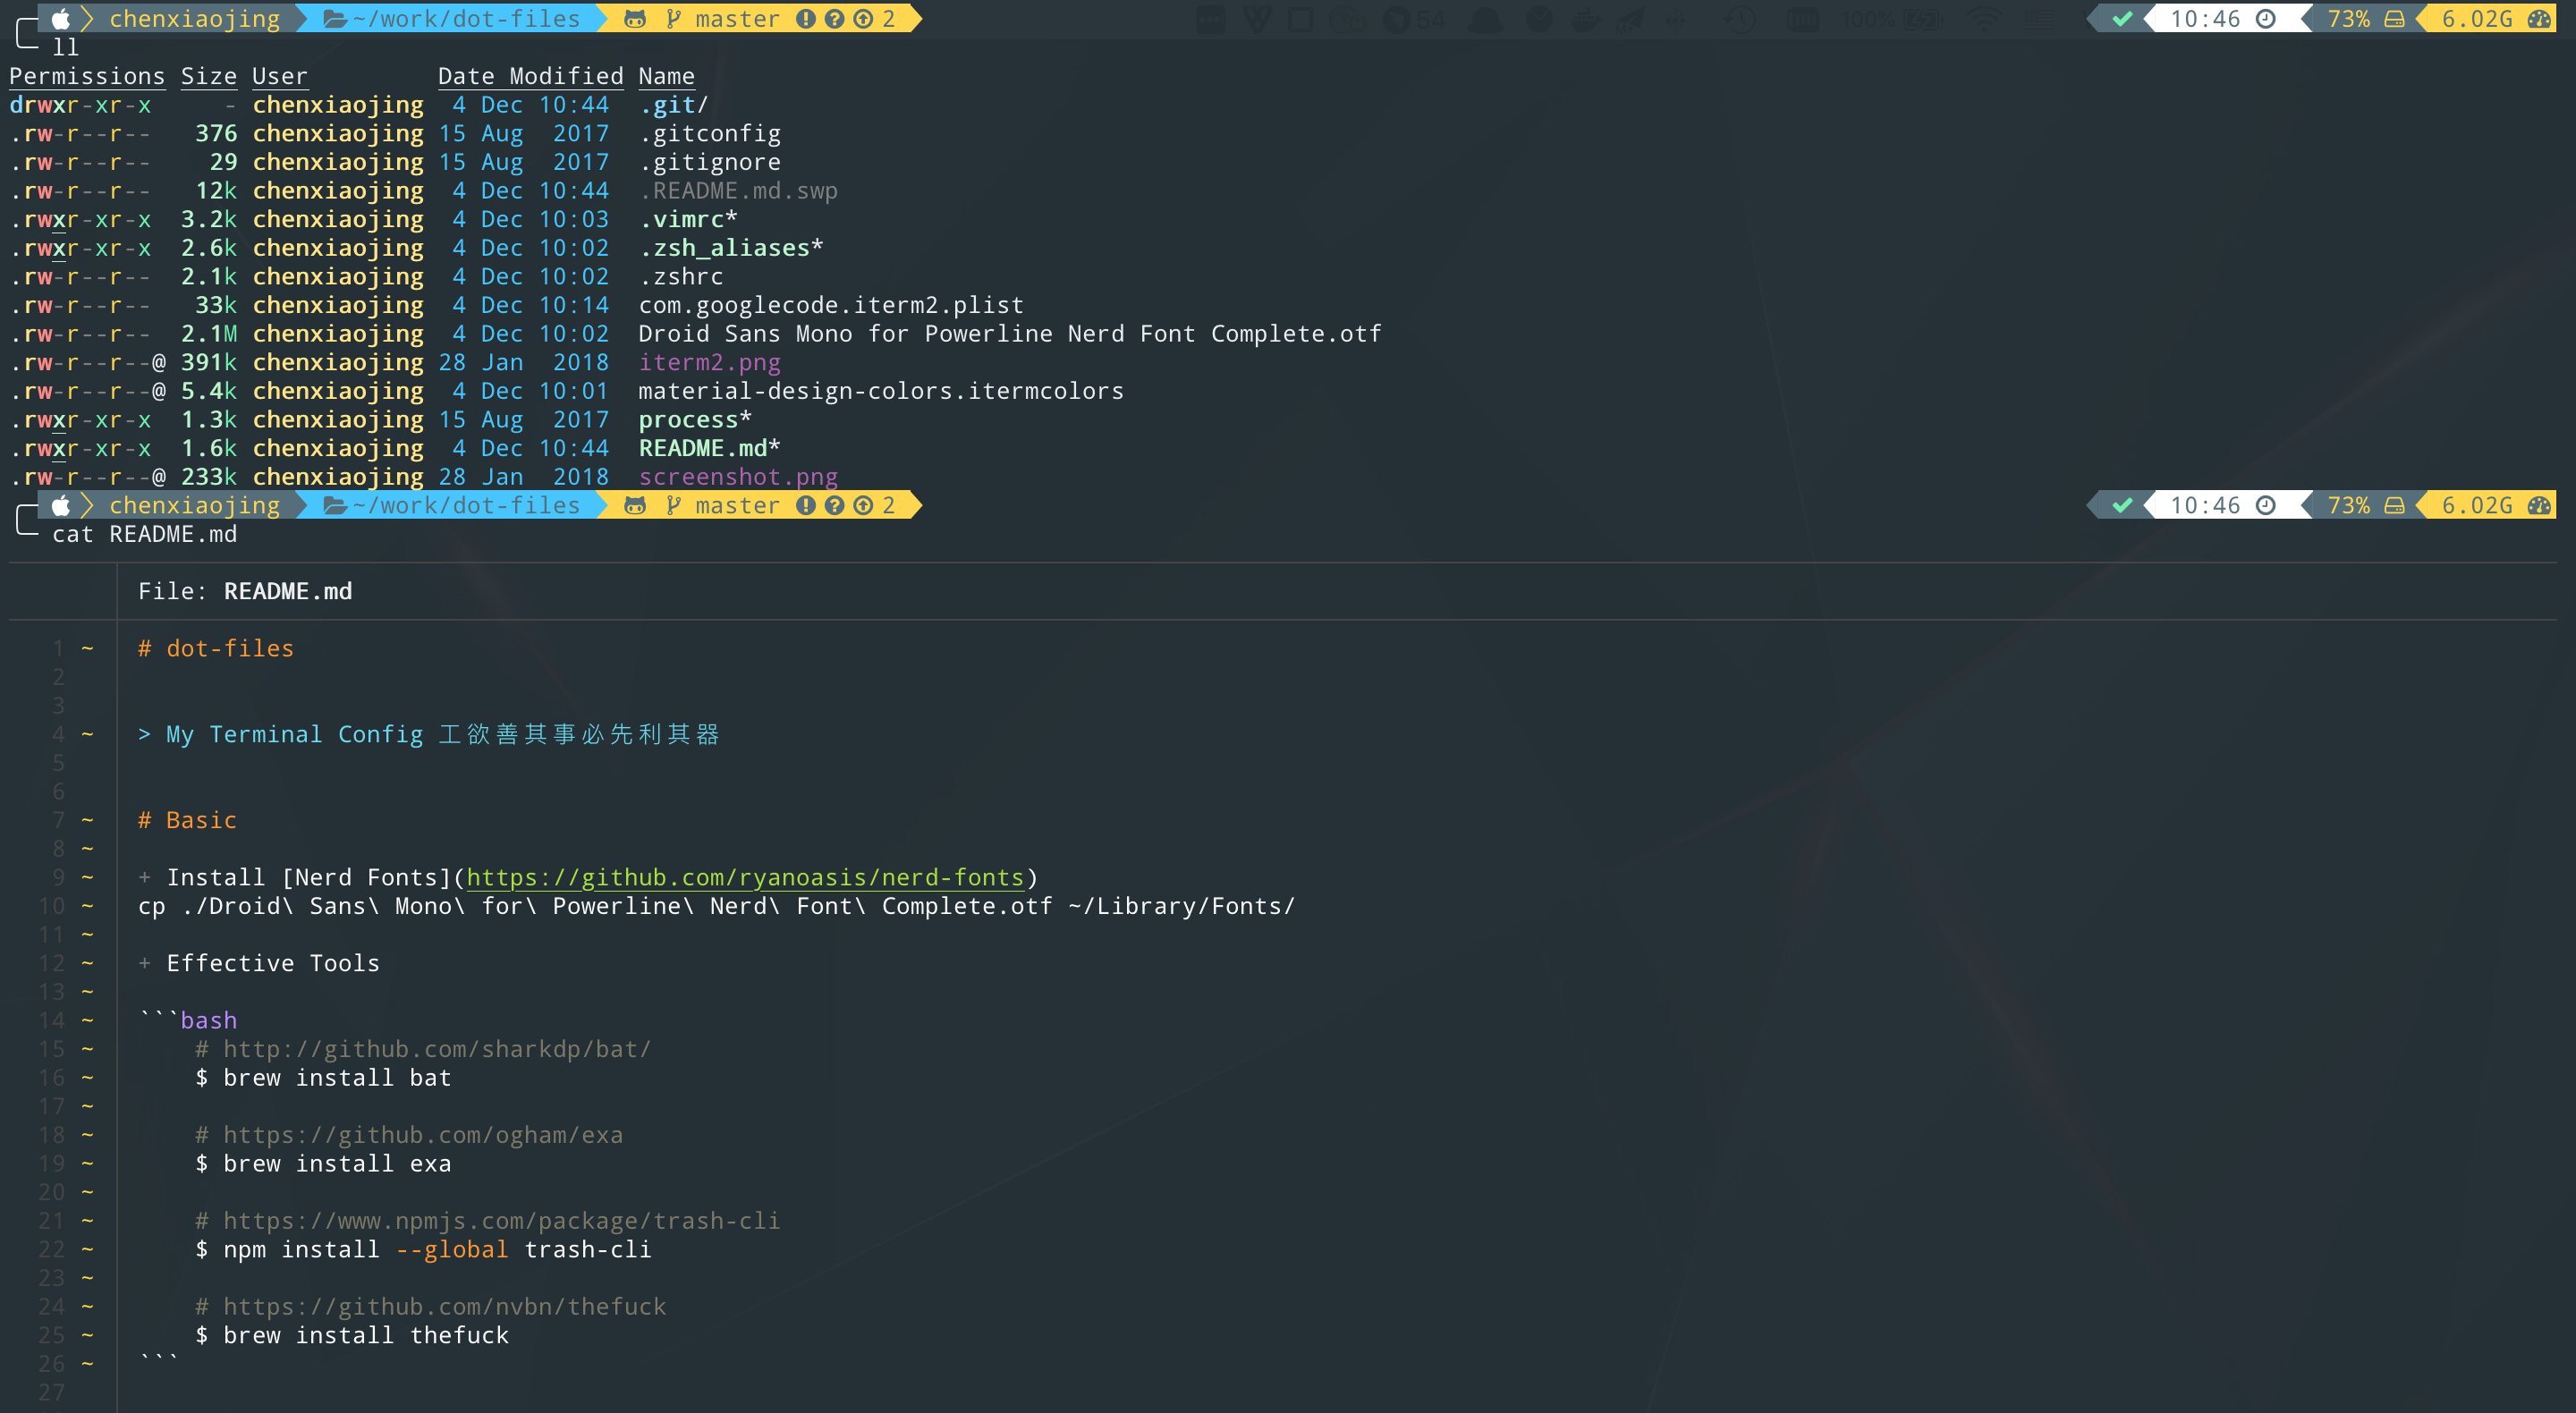 chenxiaojing ~/work/dot-files master 2 10:46 73% 6.02G
54 100%
ll
Permissions Size User Date Modified Name
drwxr-xr-x - chenxiaojing 4 Dec 10:44 .git/
.rw-r--r-- 376 chenxiaojing 15 Aug 2017 .gitconfig
.rw-r--r-- 29 chenxiaojing 15 Aug 2017 .gitignore
.rw-r--r-- 12k chenxiaojing 4 Dec 10:44 .README.md.swp
.rwxr-xr-x 3.2k chenxiaojing 4 Dec 10:03 .vimrc*
.rwxr-xr-x 2.6k chenxiaojing 4 Dec 10:02 .zsh_aliases*
.rw-r--r-- 2.1k chenxiaojing 4 Dec 10:02 .zshrc
.rw-r--r-- 33k chenxiaojing 4 Dec 10:14 com.googlecode.iterm2.plist
.rw-r--r-- 2.1M chenxiaojing 4 Dec 10:02 Droid Sans Mono for Powerline Nerd Font Complete.otf
.rw-r--r--@ 391k chenxiaojing 28 Jan 2018 iterm2.png
.rw-r--r--@ 5.4k chenxiaojing 4 Dec 10:01 material-design-colors.itermcolors
.rwxr-xr-x 1.3k chenxiaojing 15 Aug 2017 process*
.rwxr-xr-x 1.6k chenxiaojing 4 Dec 10:44 README.md*
.rw-r--r--@ 233k chenxiaojing 28 Jan 2018 screenshot.png
chenxiaojing ~/work/dot-files master 2 10:46 73% 6.02G
cat README.md
File: README.md
1 ~ # dot-files
2
3
4 ~ > My Terminal Config 工欲善其事必先利其器
5
6
7 ~ # Basic
8 ~
9 ~ + Install [Nerd Fonts](https://github.com/ryanoasis/nerd-fonts)
10 ~ cp ./Droid\ Sans\ Mono\ for\ Powerline\ Nerd\ Font\ Complete.otf ~/Library/Fonts/
11 ~
12 ~ + Effective Tools
13 ~
14 ~ ```bash
15 ~ # http://github.com/sharkdp/bat/
16 ~ $ brew install bat
17 ~
18 ~ # https://github.com/ogham/exa
19 ~ $ brew install exa
20 ~
21 ~ # https://www.npmjs.com/package/trash-cli
22 ~ $ npm install --global trash-cli
23 ~
24 ~ # https://github.com/nvbn/thefuck
25 ~ $ brew install thefuck
26 ~ ```
27